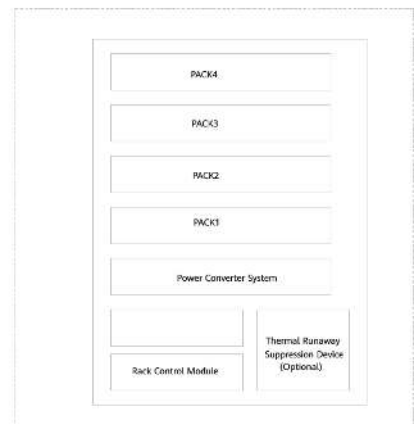 PACK4
PACK3
PACK2
PACK1
Power Converter System
Rack Control Module
Thermal Runaway
Suppression Device
(Optional)